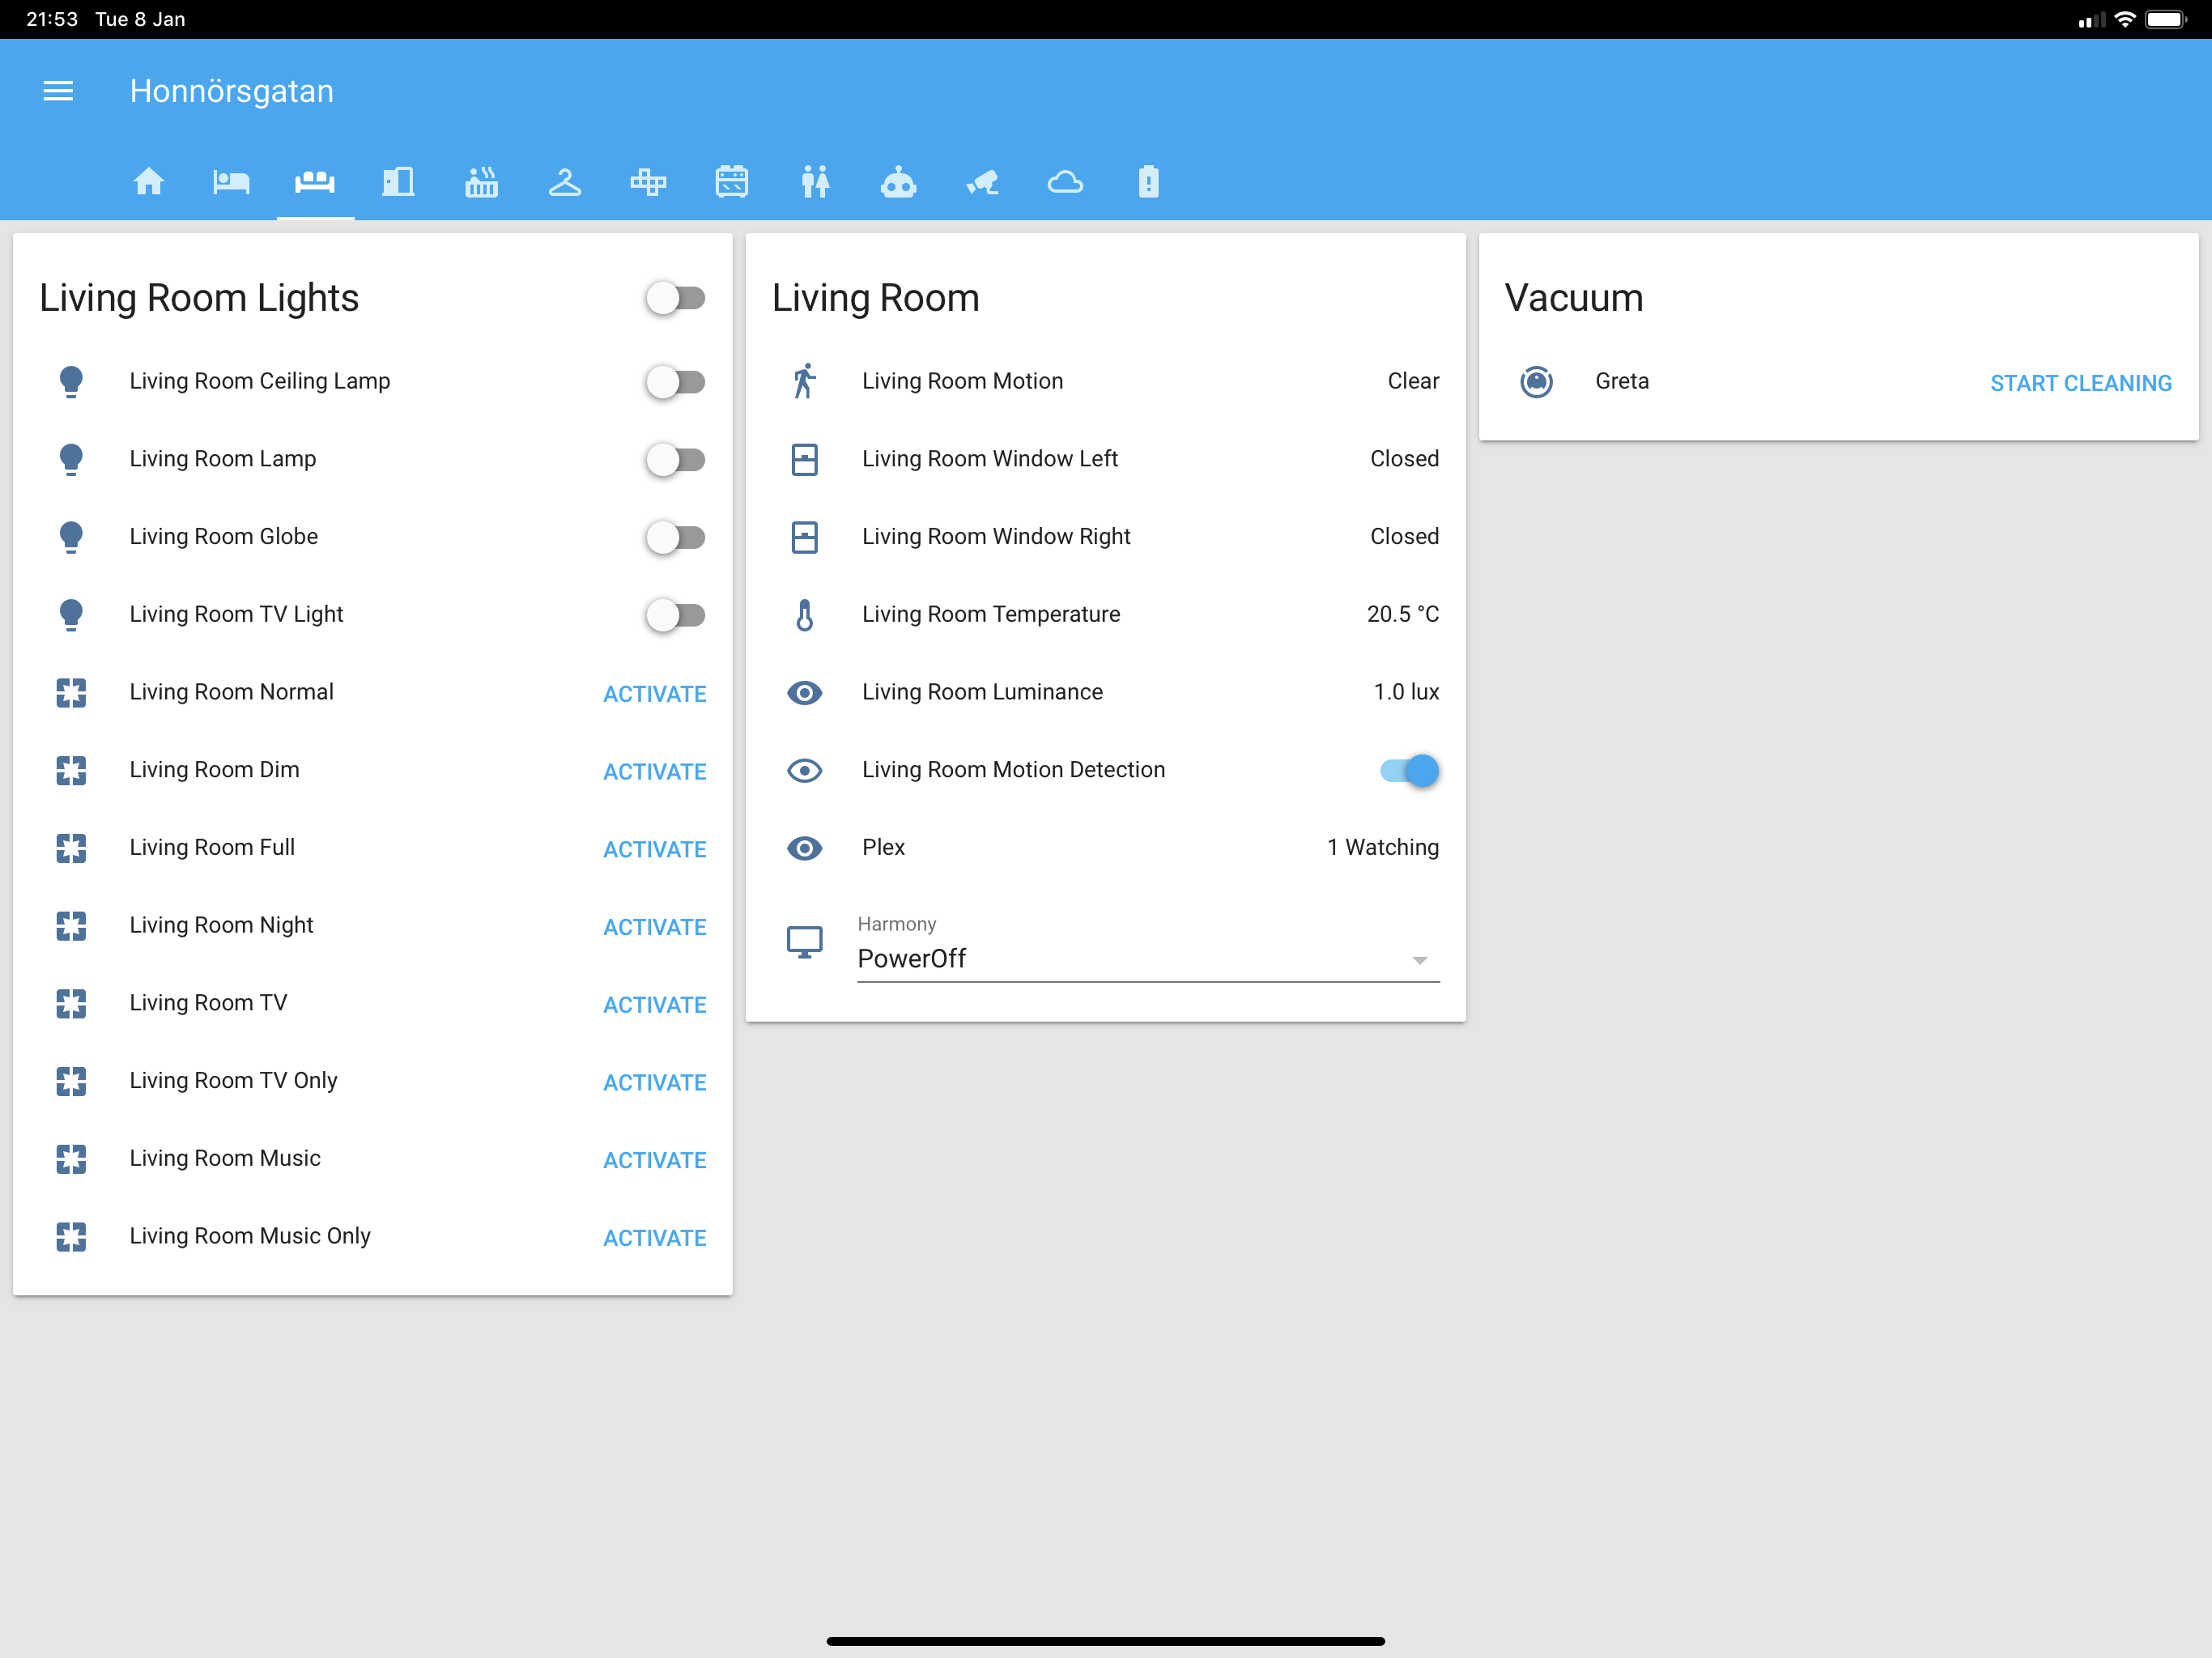 21:53 Tue 8 Jan
Honnörsgatan
Living Room Lights
Living Room Ceiling Lamp
Living Room Lamp
Living Room Globe
Living Room TV Light
Living Room Normal ACTIVATE
Living Room Dim ACTIVATE
Living Room Full ACTIVATE
Living Room Night ACTIVATE
Living Room TV ACTIVATE
Living Room TV Only ACTIVATE
Living Room Music ACTIVATE
Living Room Music Only ACTIVATE
Living Room
Living Room Motion Clear
Living Room Window Left Closed
Living Room Window Right Closed
Living Room Temperature 20.5 °C
Living Room Luminance 1.0 lux
Living Room Motion Detection
Plex 1 Watching
Harmony
PowerOff
Vacuum
Greta START CLEANING